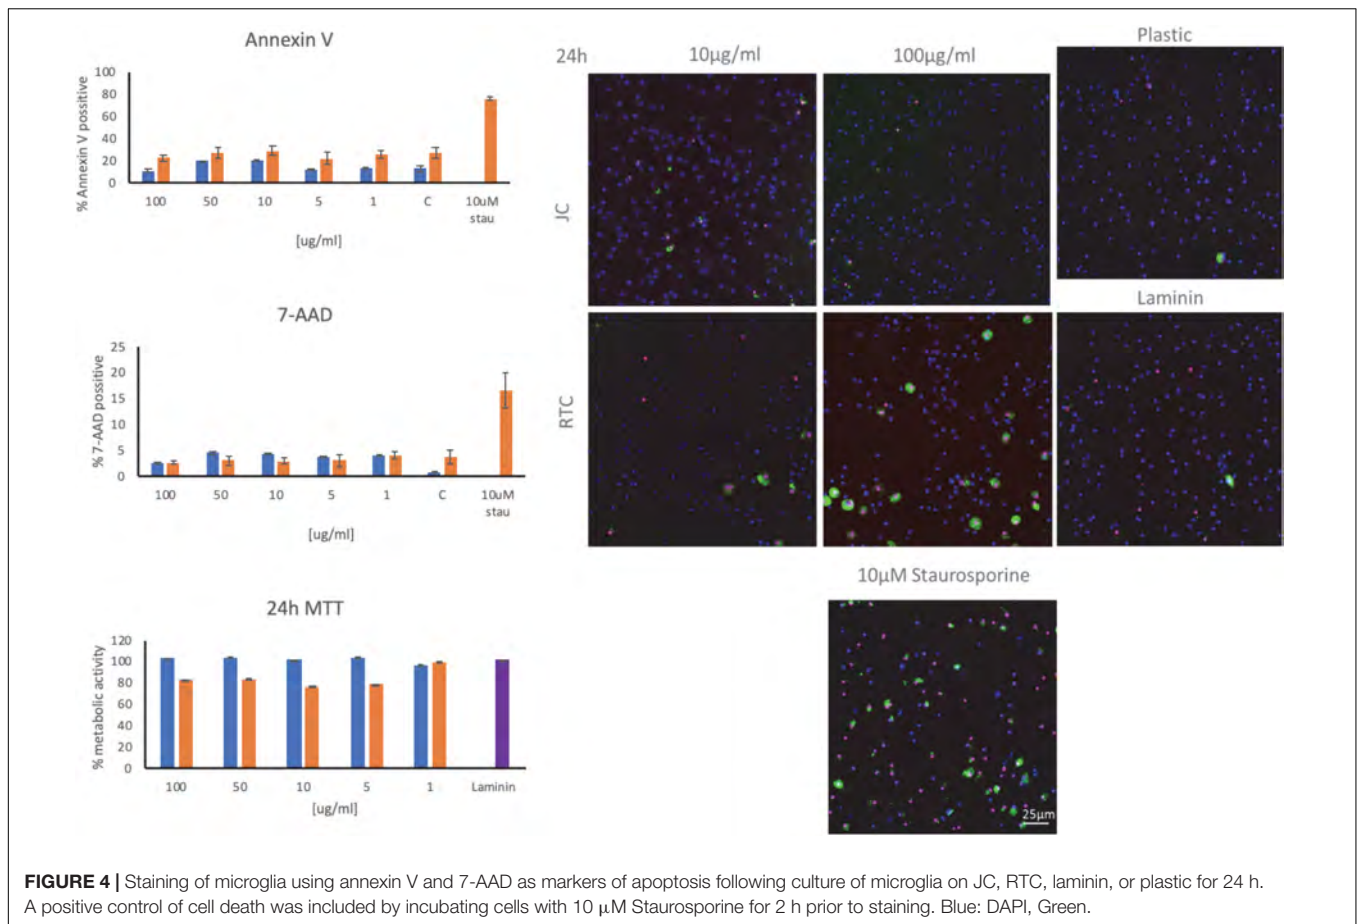 Annexin V
% Annexin V positive
100
80
60
40
20
0
100 50 10 5 1 C 10uM
stau
[ug/ml]
7-AAD
% 7-AAD possitive
25
20
15
10
5
0
100 50 10 5 1 C 10uM
stau
[ug/ml]
24h MTT
% metabolic activity
120
100
80
60
40
20
0
100 50 10 5 1 Laminin
[ug/ml]
24h 10µg/ml 100µg/ml Plastic
JC
Laminin
RTC
10µM Staurosporine
25µm
FIGURE 4 | Staining of microglia using annexin V and 7-AAD as markers of apoptosis following culture of microglia on JC, RTC, laminin, or plastic for 24 h.
A positive control of cell death was included by incubating cells with 10 µM Staurosporine for 2 h prior to staining. Blue: DAPI, Green.